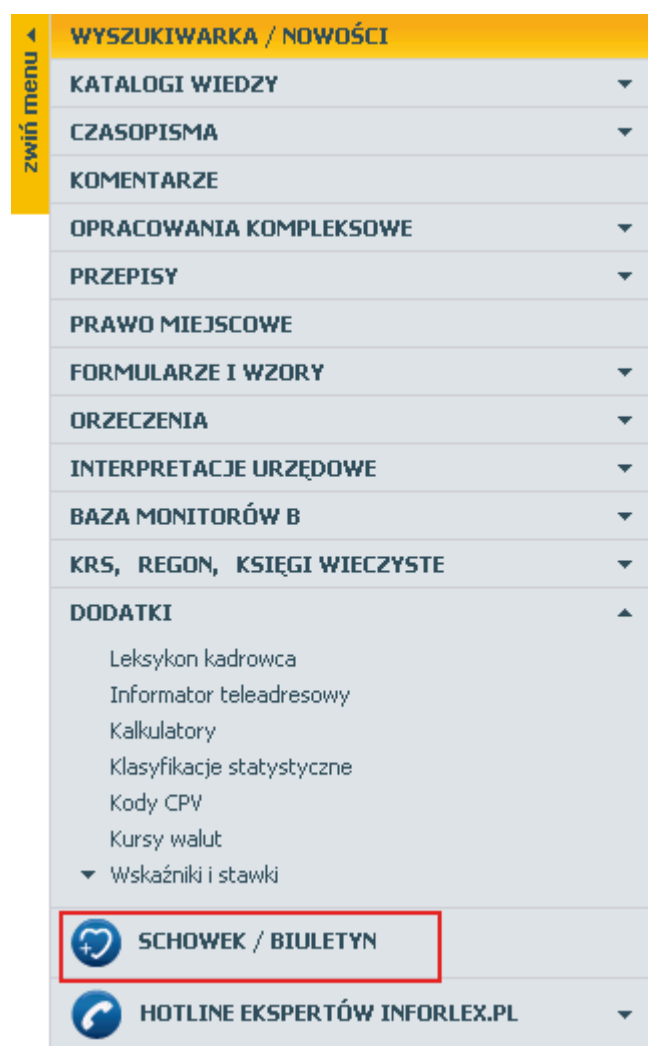 zwiń menu
WYSZUKIWARKA / NOWOŚCI
KATALOGI WIEDZY
CZASOPISMA
KOMENTARZE
OPRACOWANIA KOMPLEKSOWE
PRZEPISY
PRAWO MIEJSCOWE
FORMULARZE I WZORY
ORZECZENIA
INTERPRETACJE URZĘDOWE
BAZA MONITORÓW B
KRS, REGON, KSIĘGI WIECZYSTE
DODATKI
Leksykon kadrowca
Informator teleadresowy
Kalkulatory
Klasyfikacje statystyczne
Kody CPV
Kursy walut
Wskaźniki i stawki
SCHOWEK / BIULETYN
HOTLINE EKSPERTÓW INFORLEX.PL